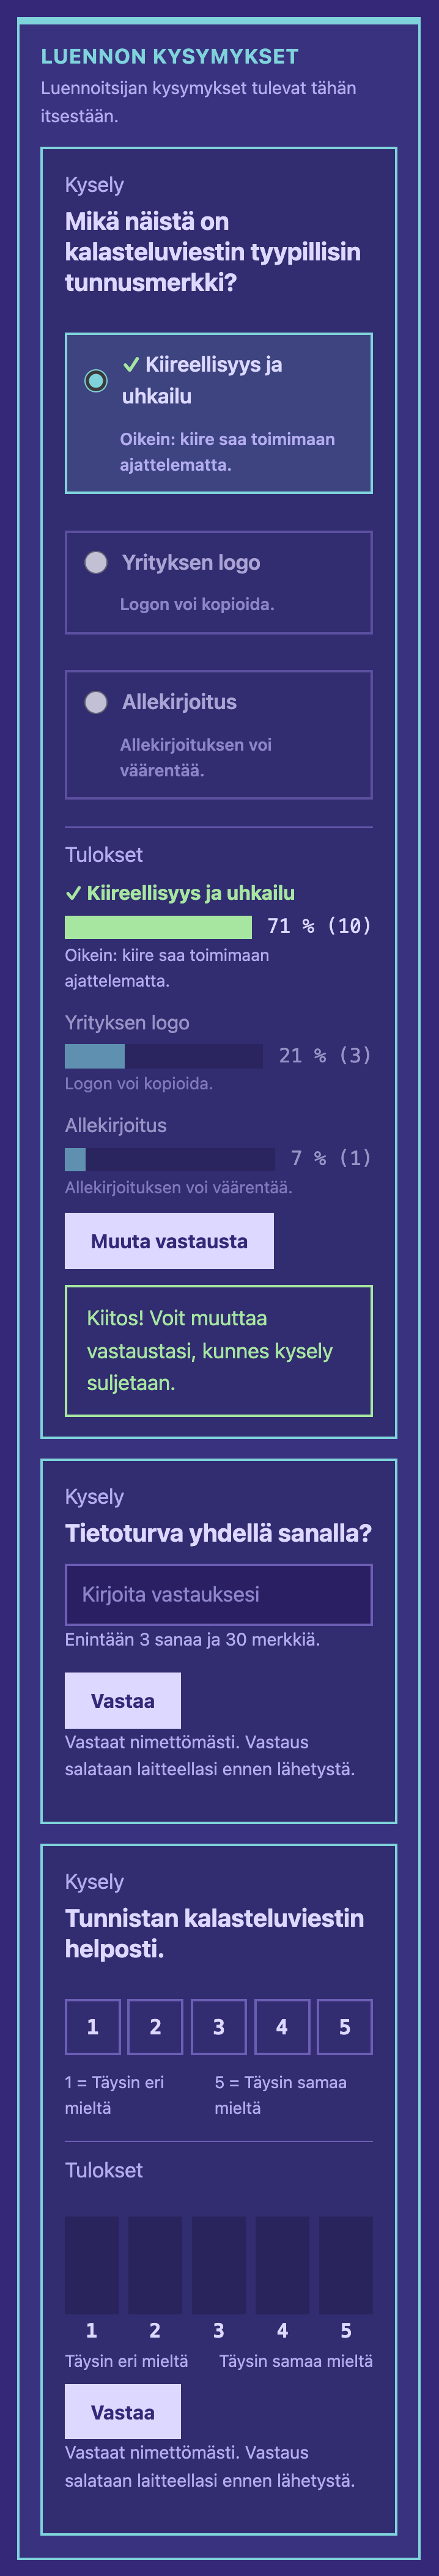 LUENNON KYSYMYKSET
Luennoitsijan kysymykset tulevat tähän
itsestään.
Kysely
Mikä näistä on
kalasteluviestin tyypillisin
tunnusmerkki?
✓ Kiireellisyys ja
uhkailu
Oikein: kiire saa toimimaan
ajattelematta.
Yrityksen logo
Logon voi kopioida.
Allekirjoitus
Allekirjoituksen voi
väärentää.
Tulokset
✓ Kiireellisyys ja uhkailu
71 % (10)
Oikein: kiire saa toimimaan
ajattelematta.
Yrityksen logo
21 % (3)
Logon voi kopioida.
Allekirjoitus
7 % (1)
Allekirjoituksen voi väärentää.
Muuta vastausta
Kiitos! Voit muuttaa
vastaustasi, kunnes kysely
suljetaan.
Kysely
Tietoturva yhdellä sanalla?
Kirjoita vastauksesi
Enintään 3 sanaa ja 30 merkkiä.
Vastaa
Vastaat nimettömästi. Vastaus
salataan laitteellasi ennen lähetystä.
Kysely
Tunnistan kalasteluviestin
helposti.
1 2 3 4 5
1 = Täysin eri
mieltä
5 = Täysin samaa
mieltä
Tulokset
1 2 3 4 5
Täysin eri mieltä Täysin samaa mieltä
Vastaa
Vastaat nimettömästi. Vastaus
salataan laitteellasi ennen lähetystä.